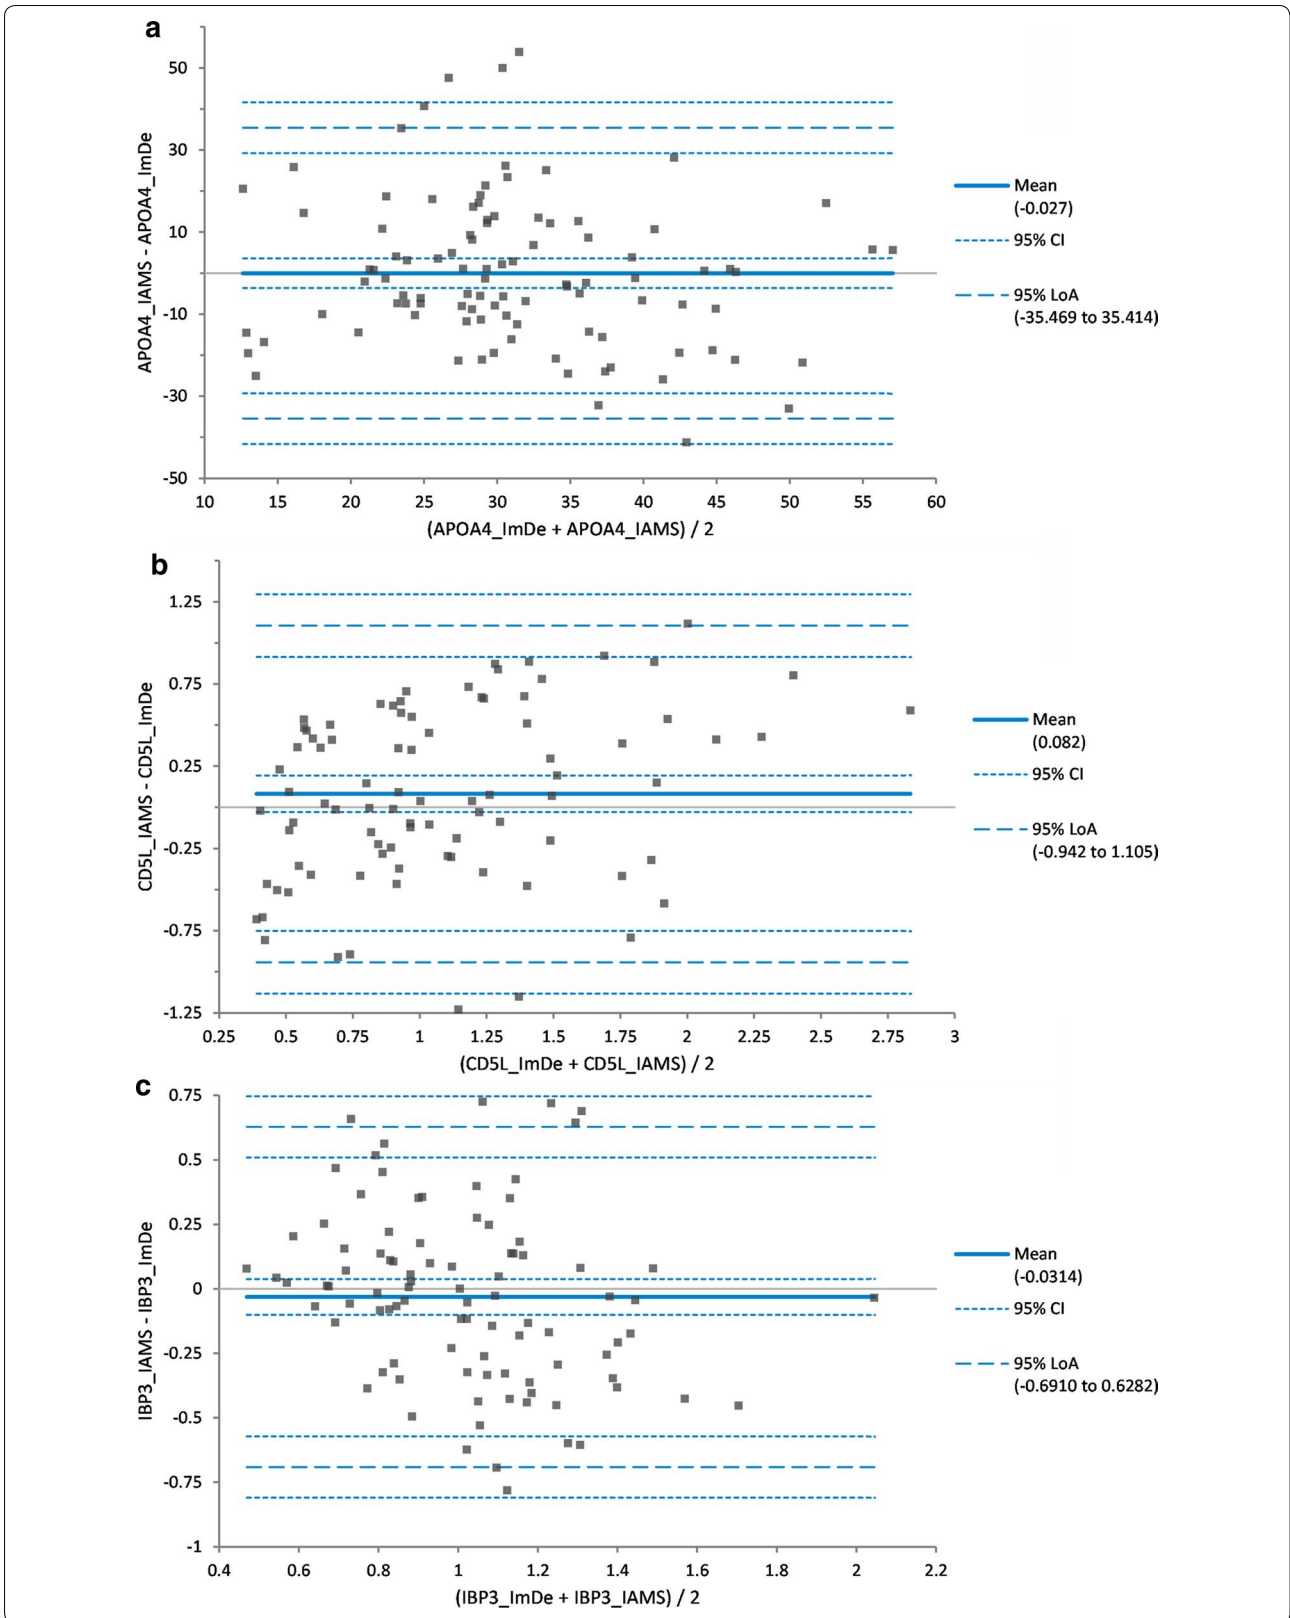 a
50
30
10
-10
-30
-50
APOA4_IAMS - APOA4_ImDe
10 15 20 25 30 35 40 45 50 55 60
(APOA4_ImDe + APOA4_IAMS) / 2
Mean
(-0.027)
95% CI
95% LoA
(-35.469 to 35.414)
b
1.25
0.75
0.25
-0.25
-0.75
-1.25
CD5L_IAMS - CD5L_ImDe
0.25 0.5 0.75 1 1.25 1.5 1.75 2 2.25 2.5 2.75 3
(CD5L_ImDe + CD5L_IAMS) / 2
Mean
(0.082)
95% CI
95% LoA
(-0.942 to 1.105)
c
0.75
0.5
0.25
0
-0.25
-0.5
-0.75
-1
IBP3_IAMS - IBP3_ImDe
0.4 0.6 0.8 1 1.2 1.4 1.6 1.8 2 2.2
(IBP3_ImDe + IBP3_IAMS) / 2
Mean
(-0.0314)
95% CI
95% LoA
(-0.6910 to 0.6282)